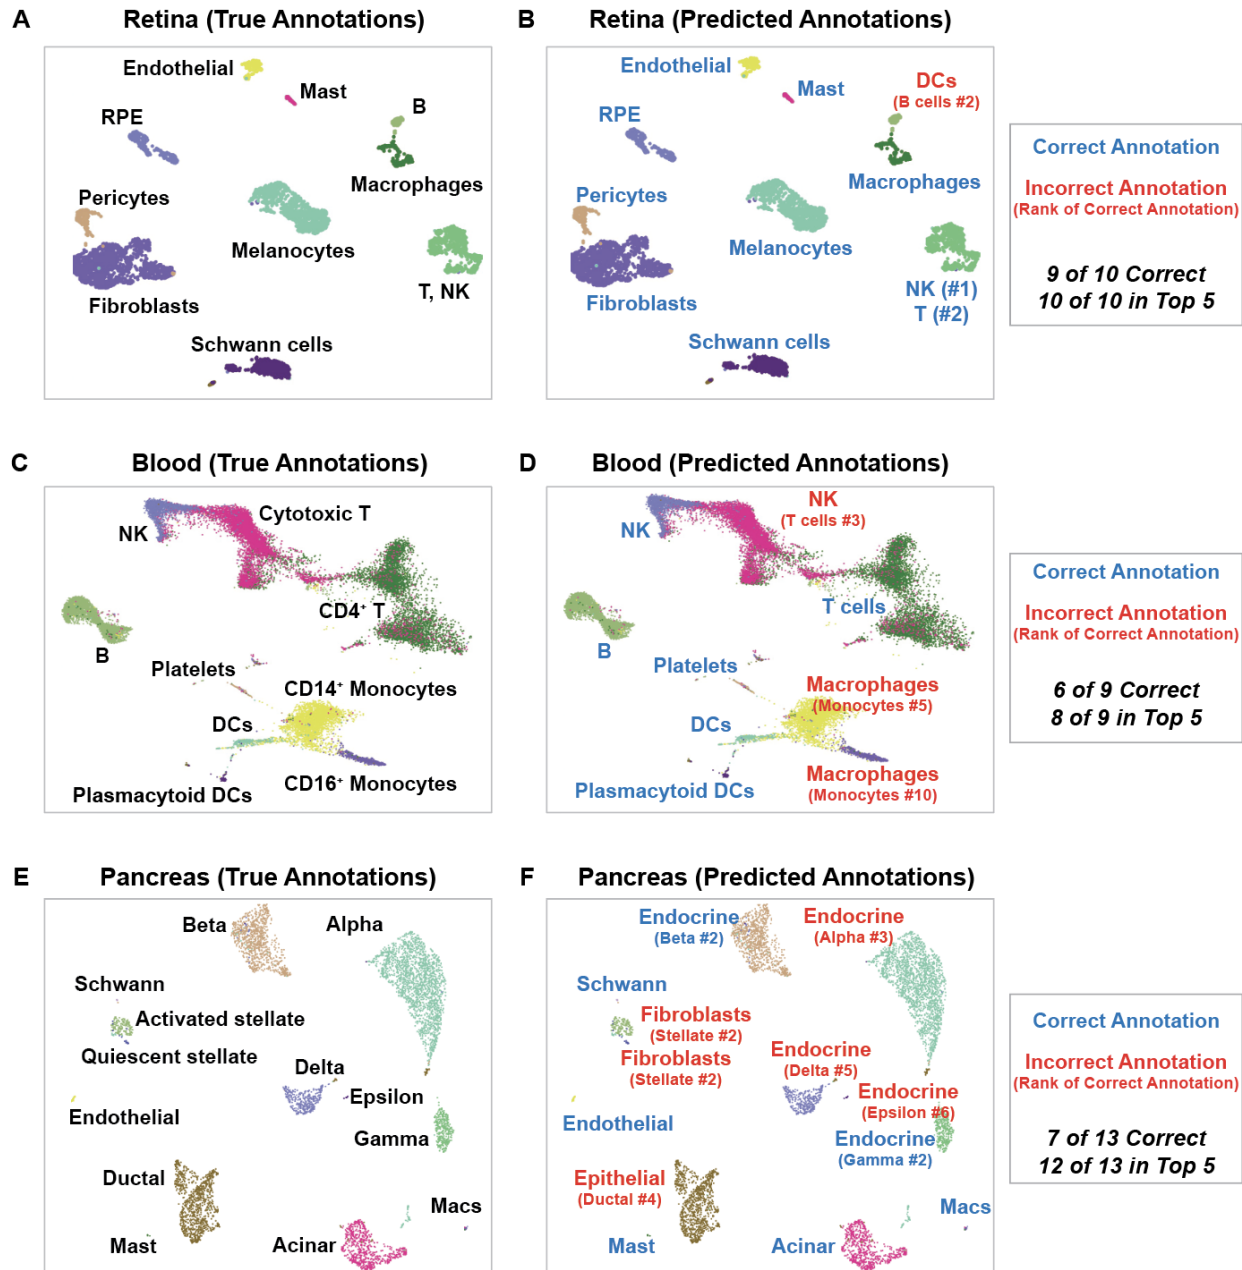 A
Retina (True Annotations)
Endothelial
Mast
B
RPE
Macrophages
Pericytes
Melanocytes
T, NK
Fibroblasts
Schwann cells
B
Retina (Predicted Annotations)
Endothelial
Mast
DCs
(B cells #2)
RPE
Macrophages
Pericytes
Melanocytes
NK (#1)
T (#2)
Fibroblasts
Schwann cells
Correct Annotation
Incorrect Annotation
(Rank of Correct Annotation)
9 of 10 Correct
10 of 10 in Top 5
C
Blood (True Annotations)
NK
Cytotoxic T
CD4⁺ T
B
Platelets
CD14⁺ Monocytes
DCs
CD16⁺ Monocytes
Plasmacytoid DCs
D
Blood (Predicted Annotations)
NK
NK
(T cells #3)
T cells
B
Platelets
Macrophages
(Monocytes #5)
DCs
Macrophages
(Monocytes #10)
Plasmacytoid DCs
Correct Annotation
Incorrect Annotation
(Rank of Correct Annotation)
6 of 9 Correct
8 of 9 in Top 5
E
Pancreas (True Annotations)
Beta
Alpha
Schwann
Activated stellate
Quiescent stellate
Delta
Epsilon
Endothelial
Gamma
Ductal
Macs
Mast
Acinar
F
Pancreas (Predicted Annotations)
Endocrine
(Beta #2)
Endocrine
(Alpha #3)
Schwann
Fibroblasts
(Stellate #2)
Fibroblasts
(Stellate #2)
Endocrine
(Delta #5)
Endocrine
(Epsilon #6)
Endothelial
Endocrine
(Gamma #2)
Epithelial
(Ductal #4)
Macs
Mast
Acinar
Correct Annotation
Incorrect Annotation
(Rank of Correct Annotation)
7 of 13 Correct
12 of 13 in Top 5